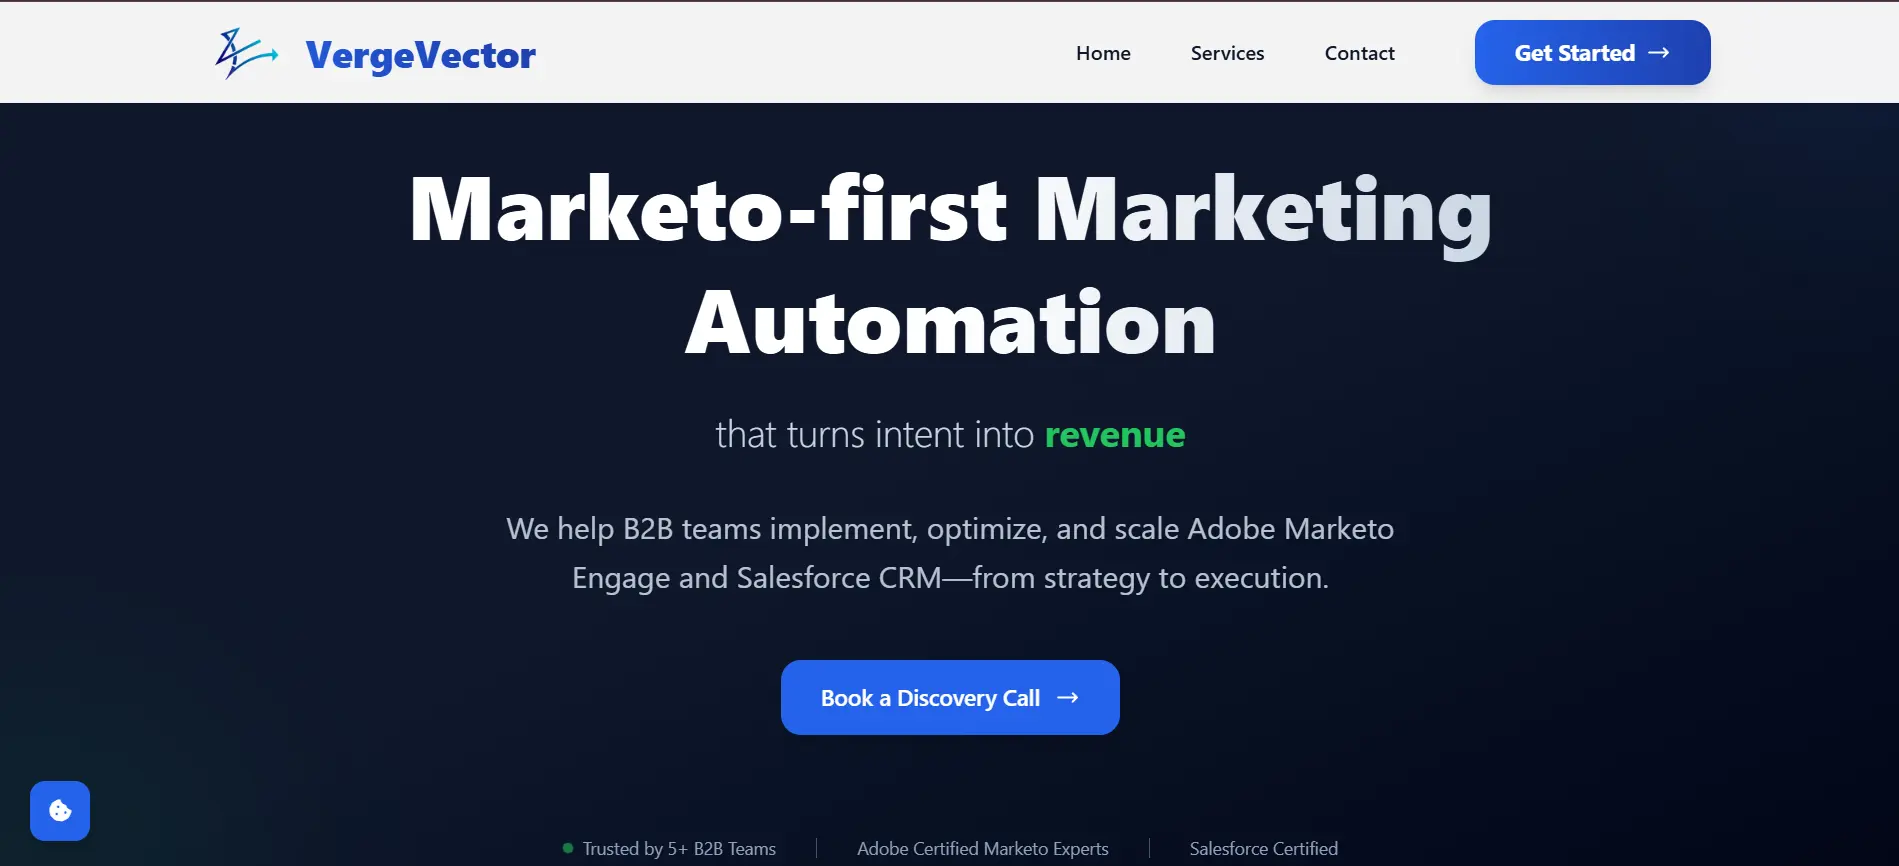 VergeVector
Home
Services
Contact
Get Started →
Marketo-first Marketing
Automation
that turns intent into revenue
We help B2B teams implement, optimize, and scale Adobe Marketo
Engage and Salesforce CRM—from strategy to execution.
Book a Discovery Call →
Trusted by 5+ B2B Teams
Adobe Certified Marketo Experts
Salesforce Certified